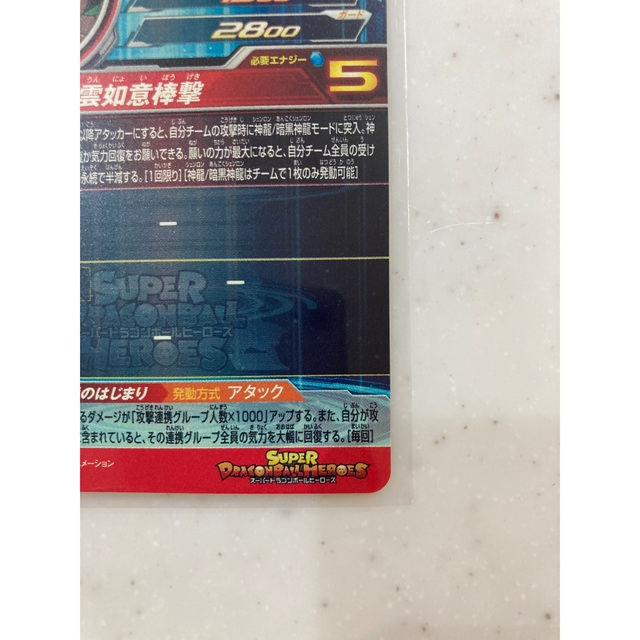 カード
2800
必要エナジー 5
雲如意棒撃
以降アタッカーにすると、自分チームの攻撃時に神龍/暗黒神龍モードに突入。神
気力回復をお願いできる。願いの力が最大になると、自分チーム全員の受け
永続で半減する。[1回限り][神龍/暗黒神龍はチームで1枚のみ発動可能]
SUPER
DRAGONBALL
スーパードラゴンボールヒーローズ
HEROES
のはじまり 発動方式 アタック
るダメージが「攻撃連携グループ人数×1000」アップする。また、自分が攻
含まれていると、その連携グループ全員の気力を大幅に回復する。[毎回]
メーション
SUPER
DRAGONBALL HEROES
スーパードラゴンボールヒーローズ